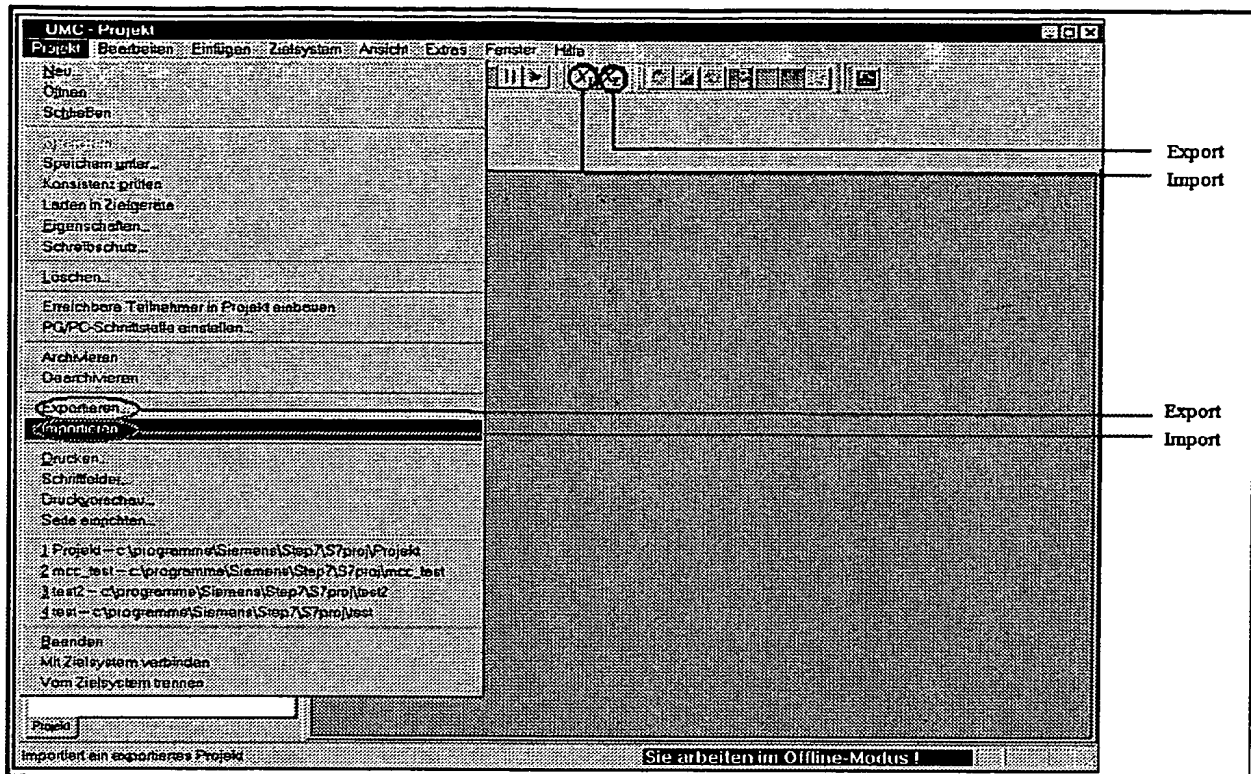 UMC - Projekt
Projekt Bearbeiten Einfügen Zielsystem Ansicht Extras Fenster Hilfe
Neu...
Öffnen
Schließen
Speichern unter...
Konsistenz prüfen
Laden in Zielgeräte
Eigenschaften...
Schreibschutz...
Löschen...
Erreichbare Teilnehmer in Projekt einbauen
PG/PC-Schnittstelle einstellen...
Archivieren
Dearchivieren
Exportieren...
Importieren
Drucken...
Schriftfelder...
Druckvorschau...
Seite einrichten...
1 Projekt – c:\programme\Siemens\Step7\S7proj\Projekt
2 mcc_test – c:\programme\Siemens\Step7\S7proj\mcc_test
3 test2 – c:\programme\Siemens\Step7\S7proj\test2
4 test – c:\programme\Siemens\Step7\S7proj\test
Beenden
Mit Zielsystem verbinden
Vom Zielsystem trennen
Export
Import
Export
Import
Projekt
Importiert ein exportiertes Projekt
Sie arbeiten im Offline-Modus !